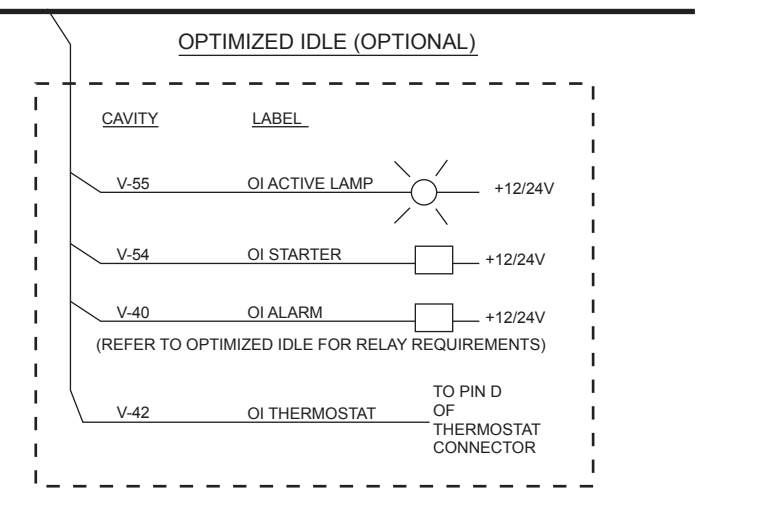 OPTIMIZED IDLE (OPTIONAL)
CAVITY LABEL
V-55 OI ACTIVE LAMP +12/24V
V-54 OI STARTER +12/24V
V-40 OI ALARM +12/24V
(REFER TO OPTIMIZED IDLE FOR RELAY REQUIREMENTS)
V-42 OI THERMOSTAT
TO PIN D
OF
THERMOSTAT
CONNECTOR